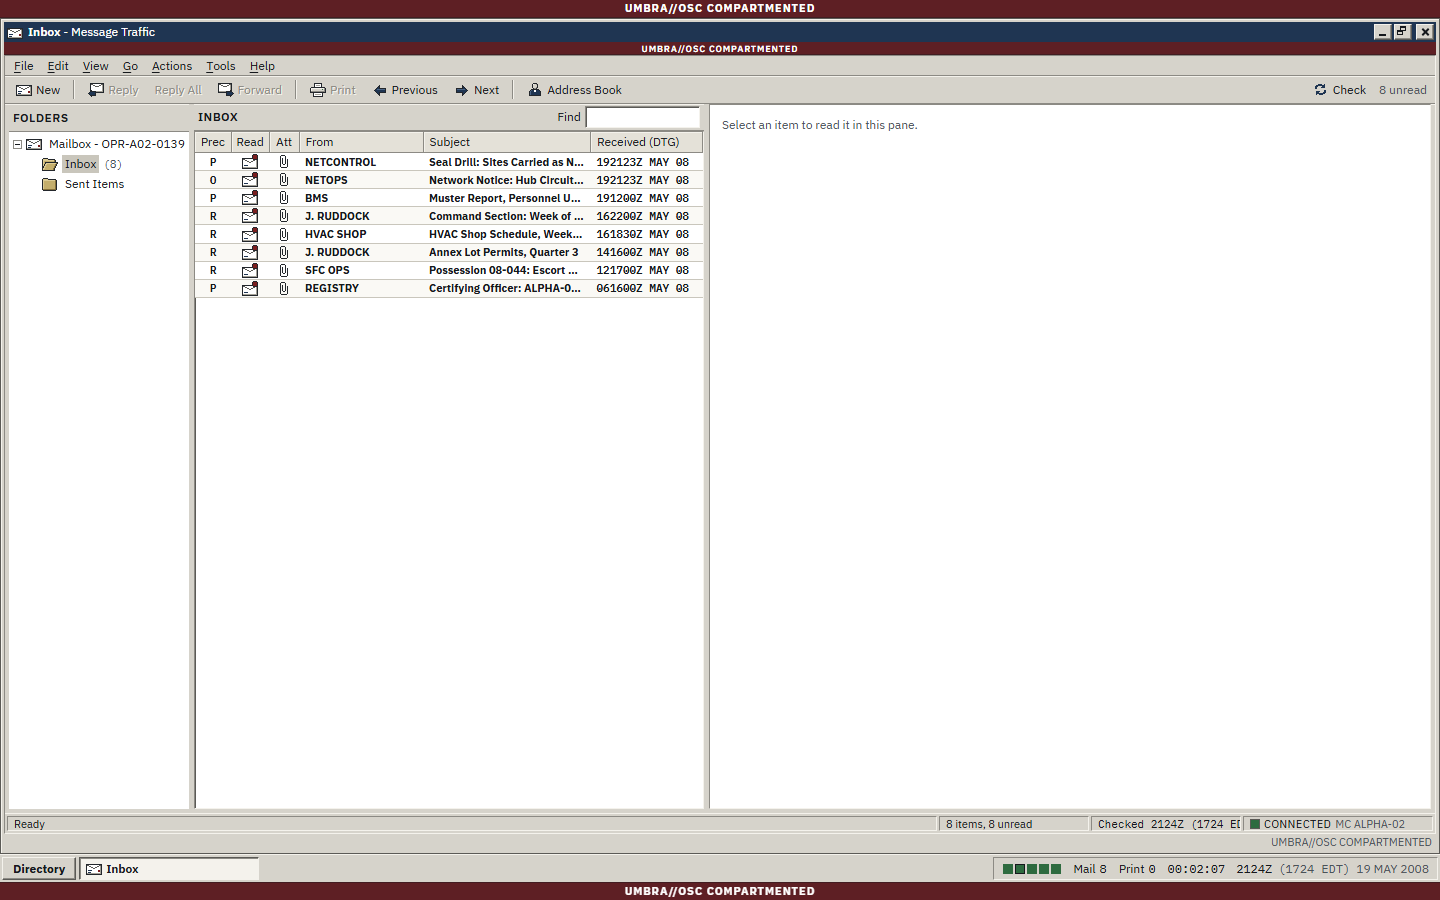 UMBRA//OSC COMPARTMENTED
Inbox - Message Traffic
UMBRA//OSC COMPARTMENTED
File Edit View Go Actions Tools Help
New Reply Reply All Forward Print Previous Next Address Book Check 8 unread
FOLDERS
Mailbox - OPR-A02-0139
Inbox (8)
Sent Items
INBOX Find
Prec Read Att From Subject Received (DTG)
P NETCONTROL Seal Drill: Sites Carried as N... 192123Z MAY 08
O NETOPS Network Notice: Hub Circuit... 192123Z MAY 08
P BMS Muster Report, Personnel U... 191200Z MAY 08
R J. RUDDOCK Command Section: Week of ... 162200Z MAY 08
R HVAC SHOP HVAC Shop Schedule, Week... 161830Z MAY 08
R J. RUDDOCK Annex Lot Permits, Quarter 3 141600Z MAY 08
R SFC OPS Possession 08-044: Escort ... 121700Z MAY 08
P REGISTRY Certifying Officer: ALPHA-0... 061600Z MAY 08
Select an item to read it in this pane.
Ready 8 items, 8 unread Checked 2124Z (1724 ED CONNECTED MC ALPHA-02
UMBRA//OSC COMPARTMENTED
Directory Inbox Mail 8 Print 0 00:02:07 2124Z (1724 EDT) 19 MAY 2008
UMBRA//OSC COMPARTMENTED